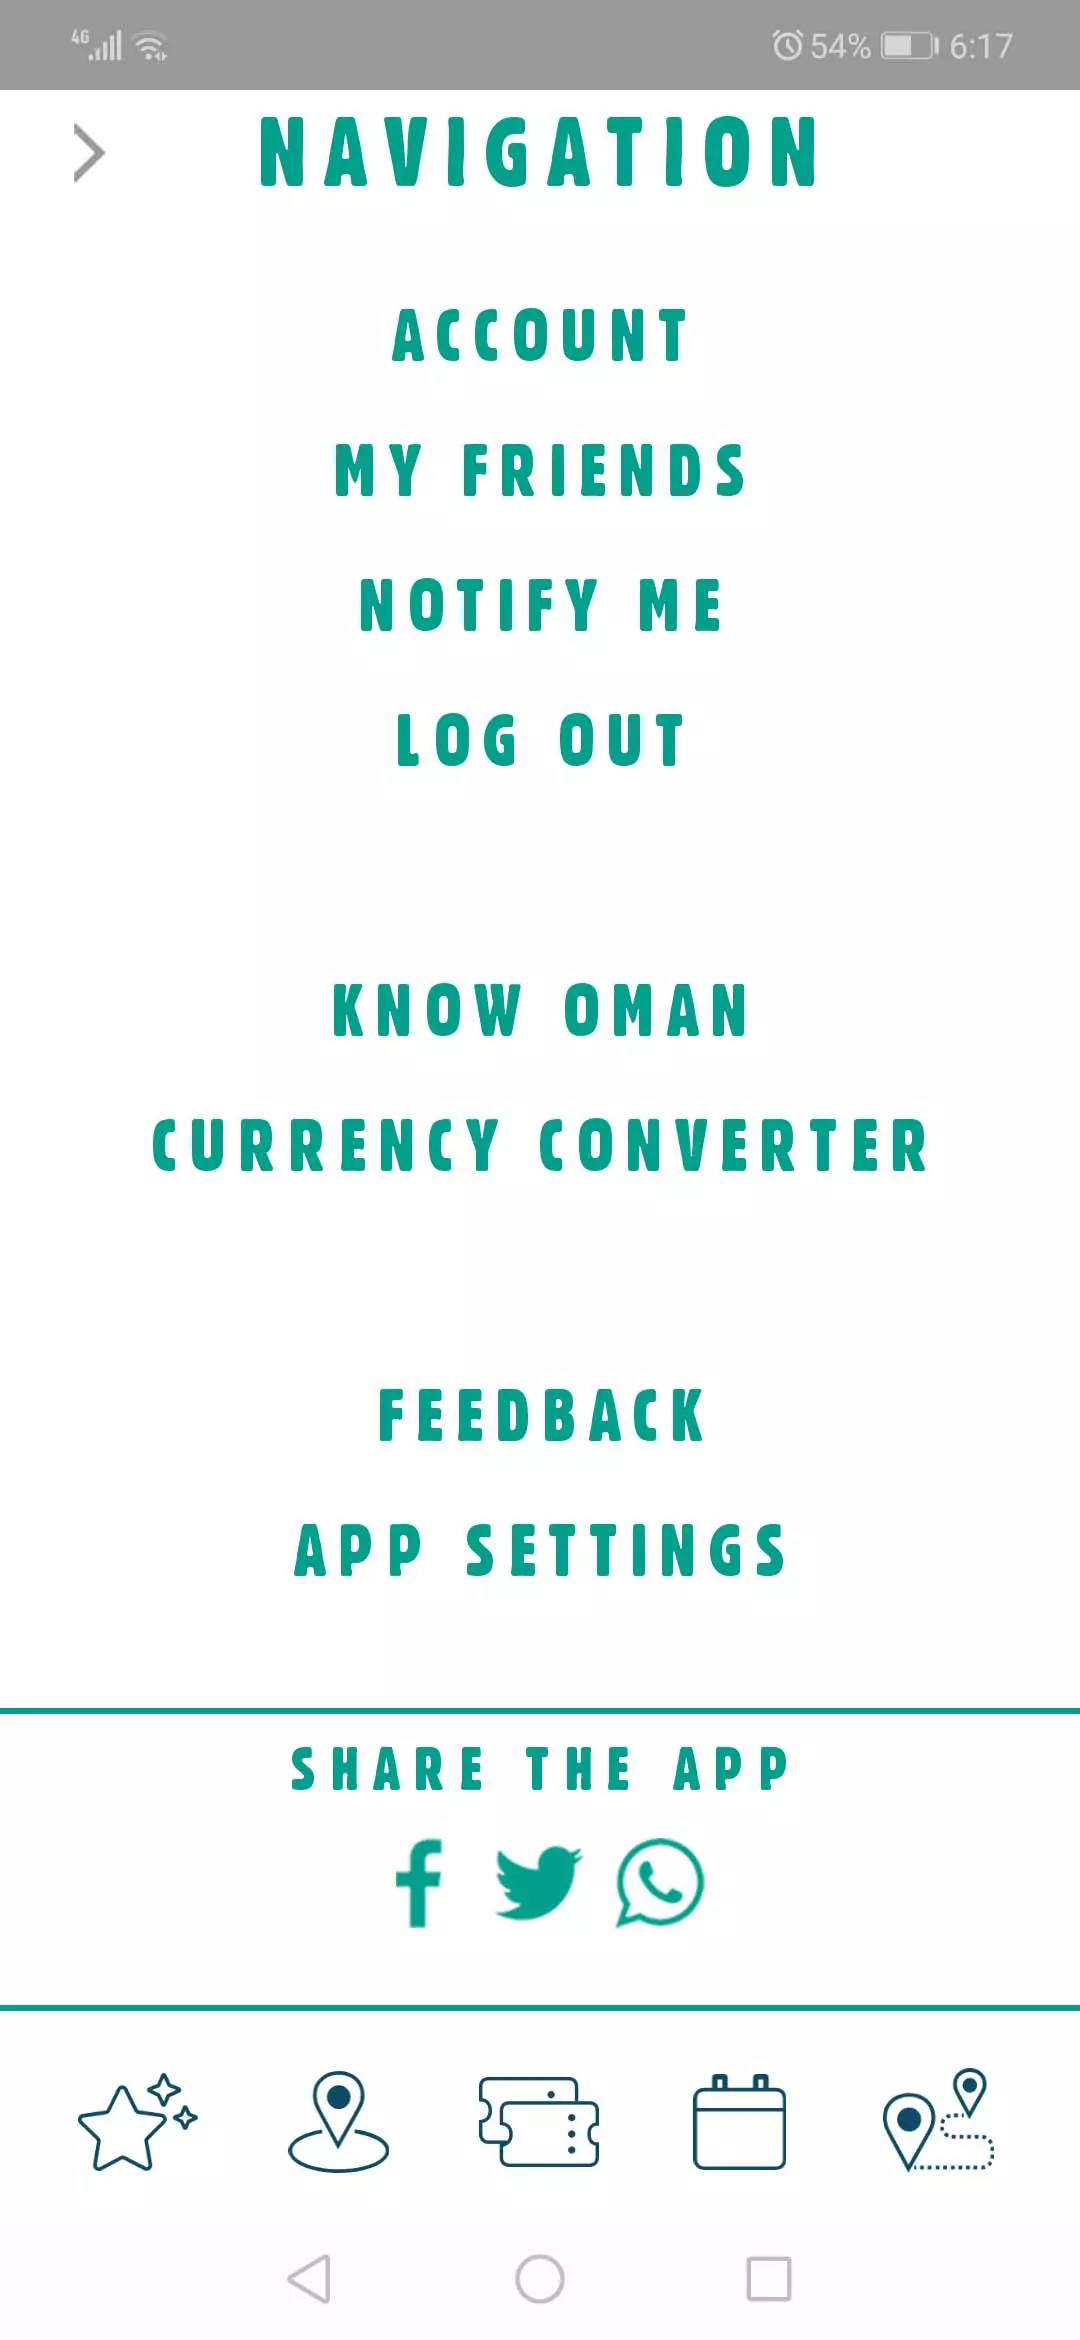 4G 54% 6:17
NAVIGATION
ACCOUNT
MY FRIENDS
NOTIFY ME
LOG OUT
KNOW OMAN
CURRENCY CONVERTER
FEEDBACK
APP SETTINGS
SHARE THE APP